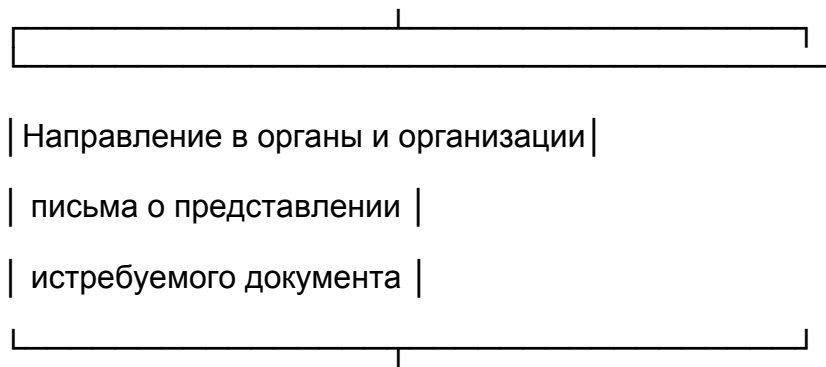 │Направление в органы и организации│
│ письма о представлении │
│ истребуемого документа │